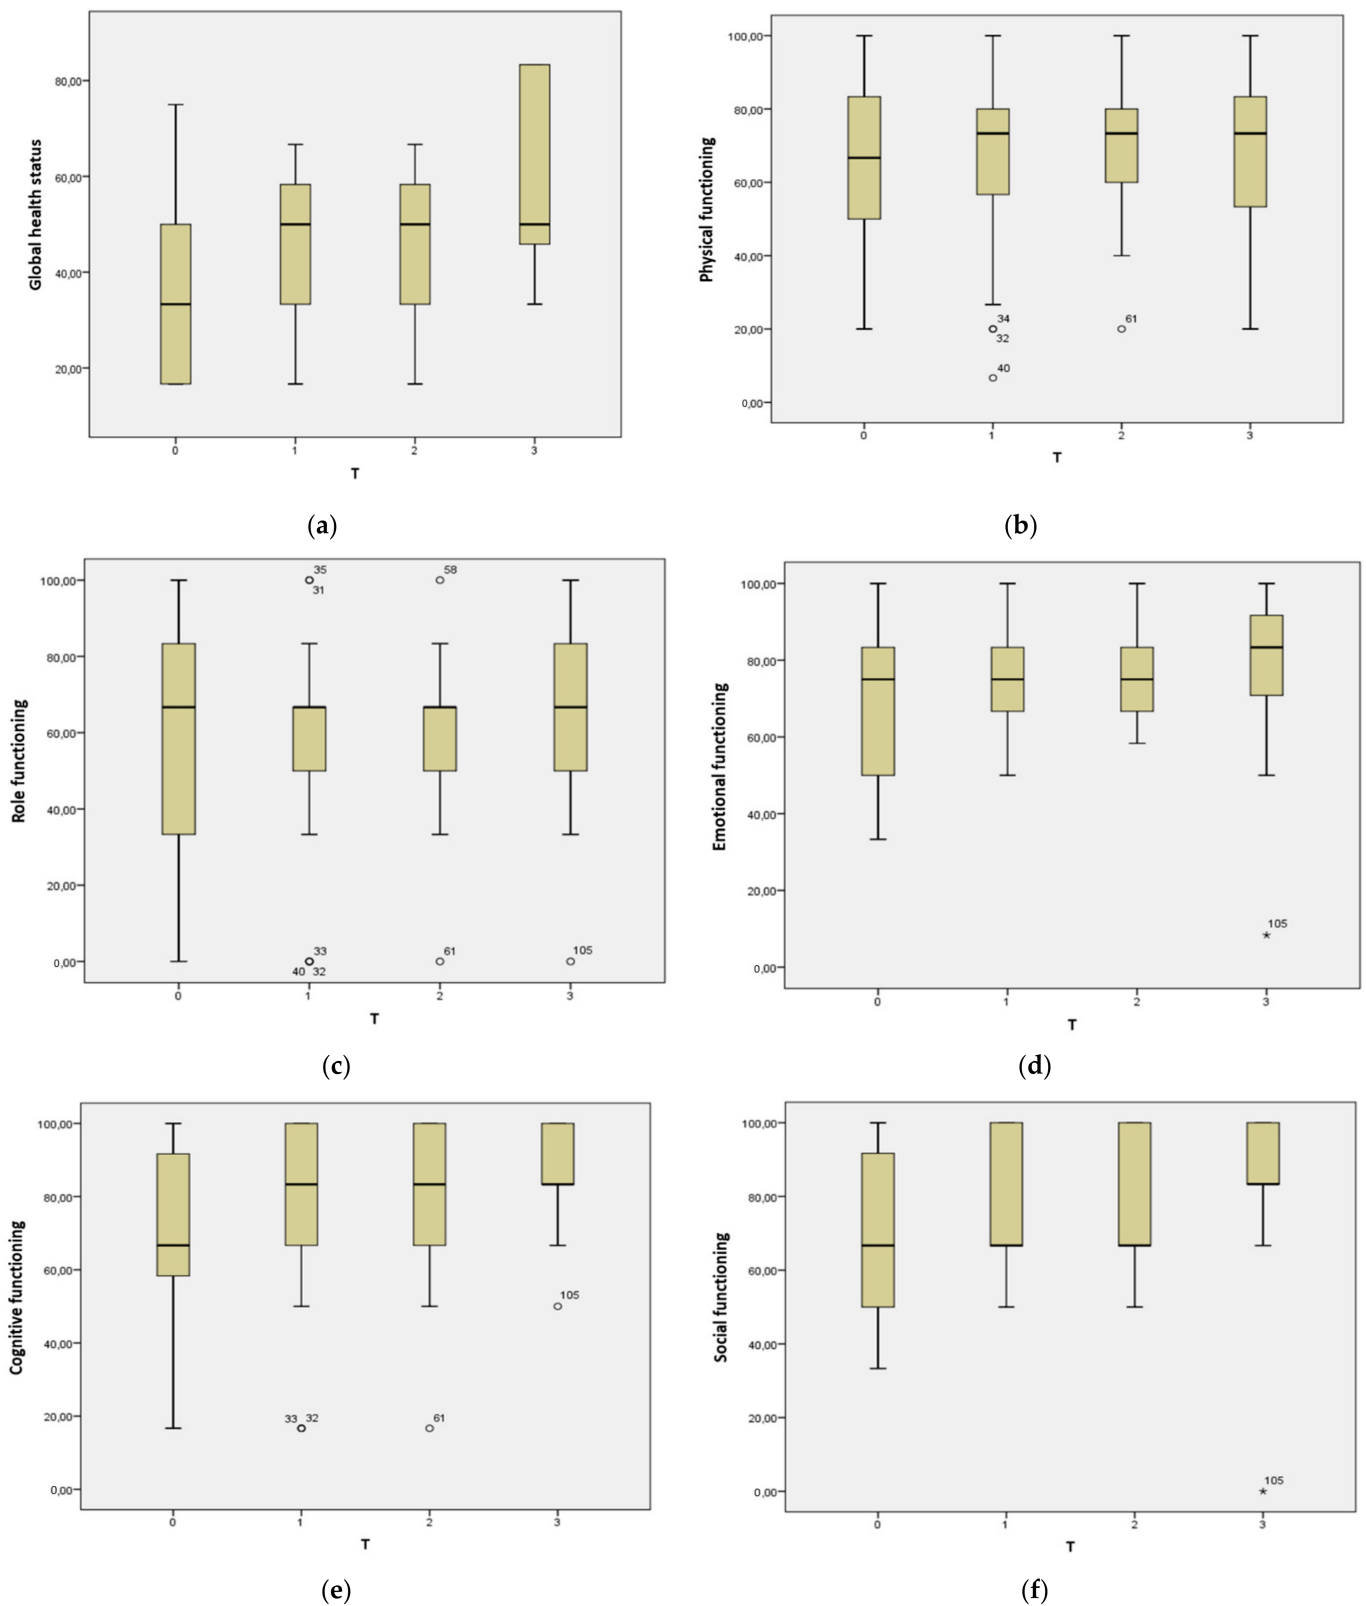 Global health status
80,00
60,00
40,00
20,00
0 1 2 3
T
(a)
Physical functioning
100,00
80,00
60,00
40,00
20,00
0,00
34
32
40
61
0 1 2 3
T
(b)
Role functioning
100,00
80,00
60,00
40,00
20,00
0,00
35
31
58
33
40 32
61
105
0 1 2 3
T
(c)
Emotional functioning
100,00
80,00
60,00
40,00
20,00
0,00
105
*
0 1 2 3
T
(d)
Cognitive functioning
100,00
80,00
60,00
40,00
20,00
0,00
105
33 32
61
0 1 2 3
T
(e)
Social functioning
100,00
80,00
60,00
40,00
20,00
0,00
105
*
0 1 2 3
T
(f)